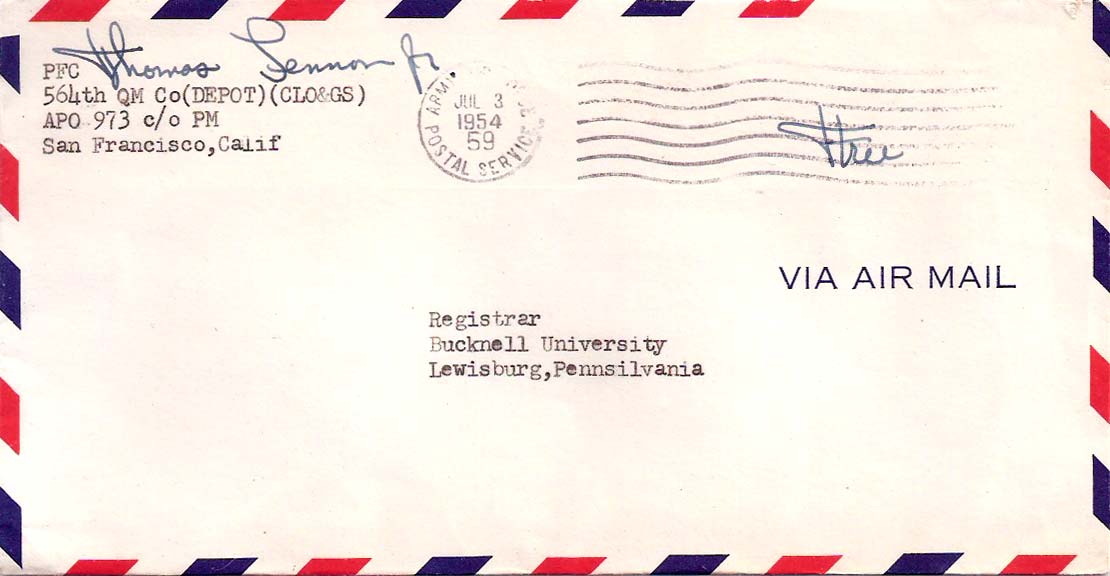 PFC Thomas Lennon Jr.
564th QM Co(DEPOT)(CLO&GS)
APO 973 c/o PM
San Francisco,Calif
POSTAL SERVICE
JUL 3
1954
59
Free
VIA AIR MAIL
Registrar
Bucknell University
Lewisburg,Pennsilvania